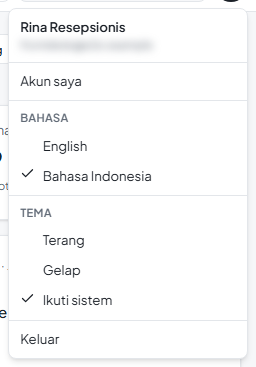 Rina Resepsionis
Akun saya
BAHASA
English
Bahasa Indonesia
TEMA
Terang
Gelap
Ikuti sistem
Keluar